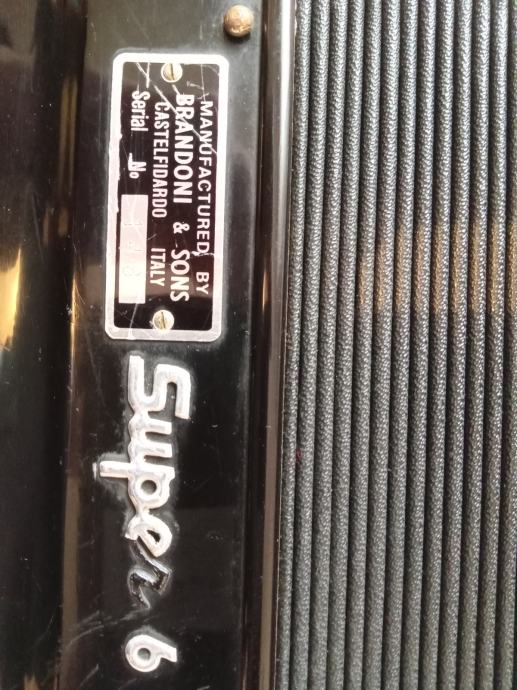 MANUFACTURED BY
BRANDONI & SONS
CASTELFIDARDO ITALY
Serial No
Super 6